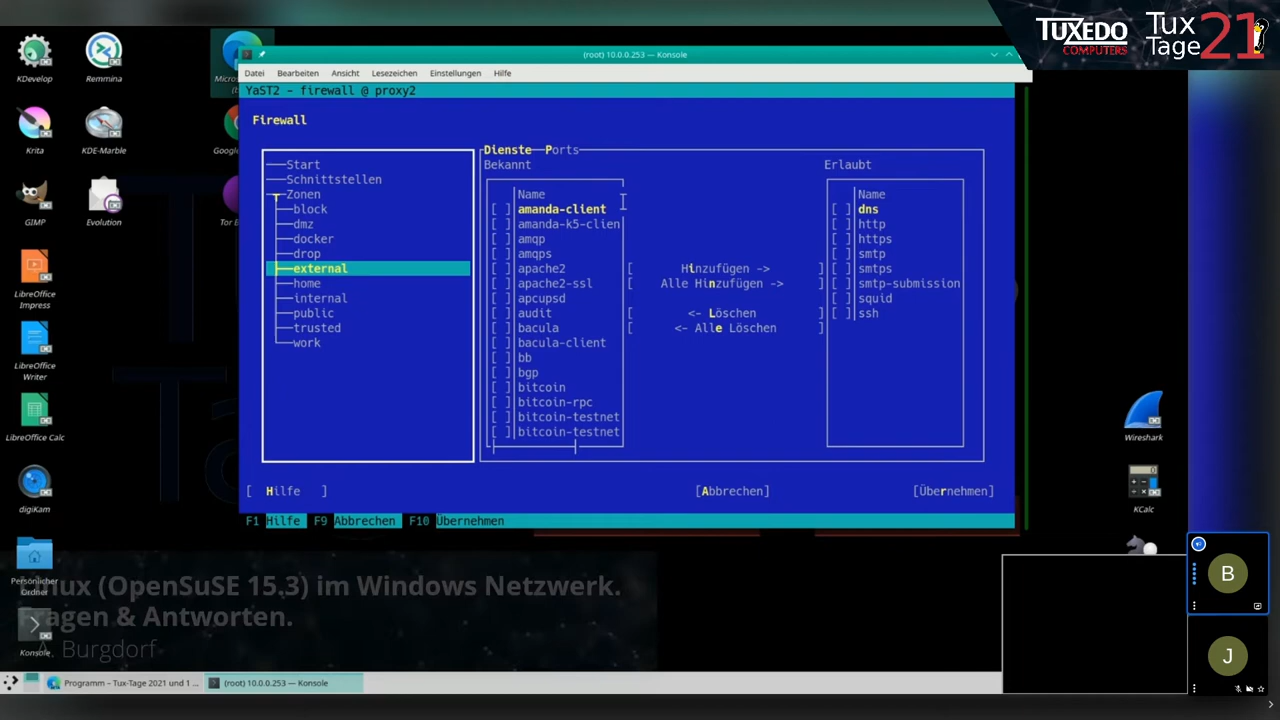 TUXEDO
COMPUTERS
Tux
Tage
21
KDevelop
Remmina
Krita
KDE-Marble
GIMP
Evolution
LibreOffice
Impress
LibreOffice
Writer
LibreOffice Calc
digiKam
Persönlicher
Ordner
Konsole
Wireshark
KCalc
(root) 10.0.0.253 — Konsole
Datei Bearbeiten Ansicht Lesezeichen Einstellungen Hilfe
YaST2 - firewall @ proxy2
Firewall
Start
Schnittstellen
Zonen
block
dmz
docker
drop
external
home
internal
public
trusted
work
Dienste Ports
Bekannt
Name
[ ] amanda-client
[ ] amanda-k5-clien
[ ] amqp
[ ] amqps
[ ] apache2
[ ] apache2-ssl
[ ] apcupsd
[ ] audit
[ ] bacula
[ ] bacula-client
[ ] bb
[ ] bgp
[ ] bitcoin
[ ] bitcoin-rpc
[ ] bitcoin-testnet
[ ] bitcoin-testnet
[ Hinzufügen -> ]
[ Alle Hinzufügen -> ]
[ <- Löschen ]
[ <- Alle Löschen ]
Erlaubt
Name
[ ] dns
[ ] http
[ ] https
[ ] smtp
[ ] smtps
[ ] smtp-submission
[ ] squid
[ ] ssh
[ Hilfe ] [Abbrechen] [Übernehmen]
F1 Hilfe F9 Abbrechen F10 Übernehmen
Linux (OpenSuSE 15.3) im Windows Netzwerk.
Fragen & Antworten.
A. Burgdorf
B
J
Programm – Tux-Tage 2021 und 1 ...
(root) 10.0.0.253 — Konsole